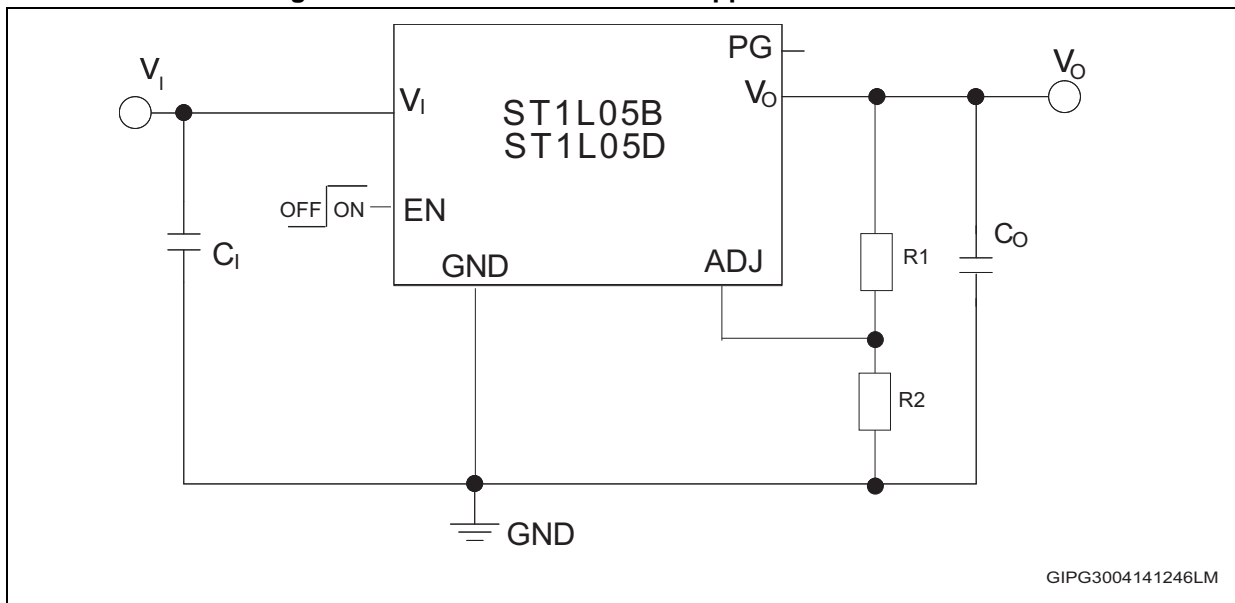 PG
V_I
V_O
V_I
V_O
ST1L05B
ST1L05D
OFF ON
EN
C_I
GND
ADJ
R1
C_O
R2
GND
GIPG3004141246LM